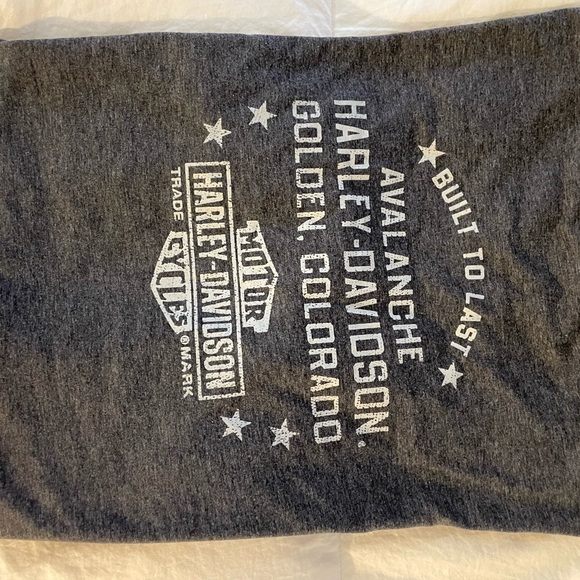 BUILT TO LAST
AVALANCHE
HARLEY-DAVIDSON®
GOLDEN, COLORADO
MOTOR
HARLEY-DAVIDSON
CYCLES
TRADE ®MARK